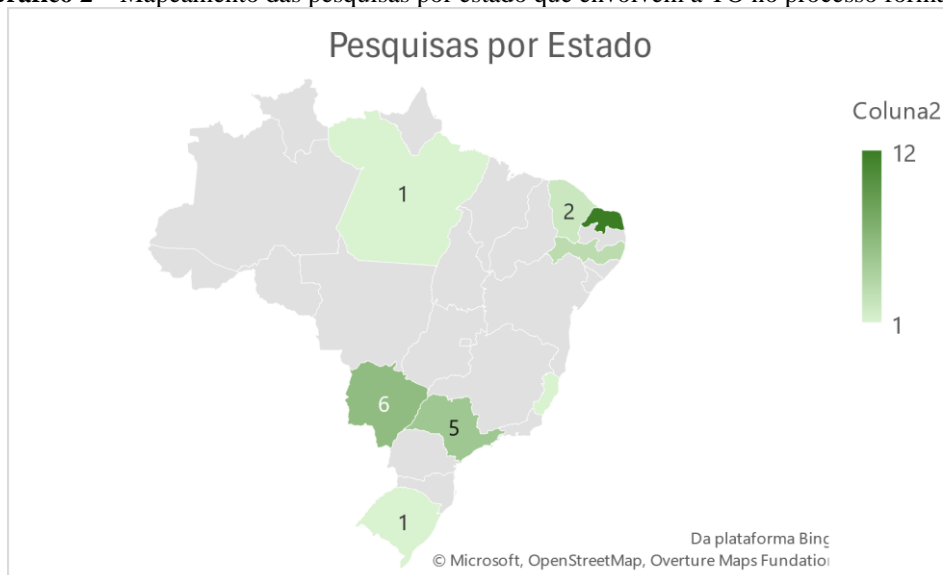 Mapeamento das pesquisas por estado que envolvem a TO no processo forma
Pesquisas por Estado
Coluna2
12
1
1
2
6
5
1
Da plataforma Bing
© Microsoft, OpenStreetMap, Overture Maps Fundation